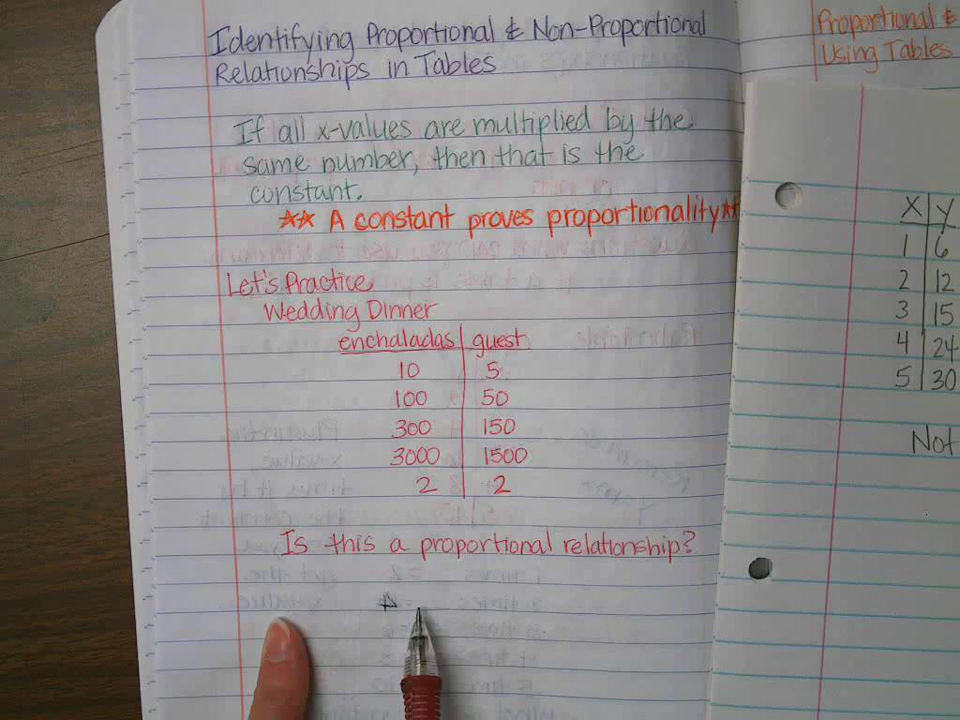 Identifying Proportional & Non-Proportional
Relationships in Tables
If all x-values are multiplied by the
same number, then that is the
constant.
** A constant proves proportionality**
Let's Practice
Wedding Dinner
enchaladas | guest
10 | 5
100 | 50
300 | 150
3000 | 1500
2 | 2
Is this a proportional relationship?
Proportional &
Using Tables
X | Y
1 | 6
2 | 12
3 | 15
4 | 24
5 | 30
Not